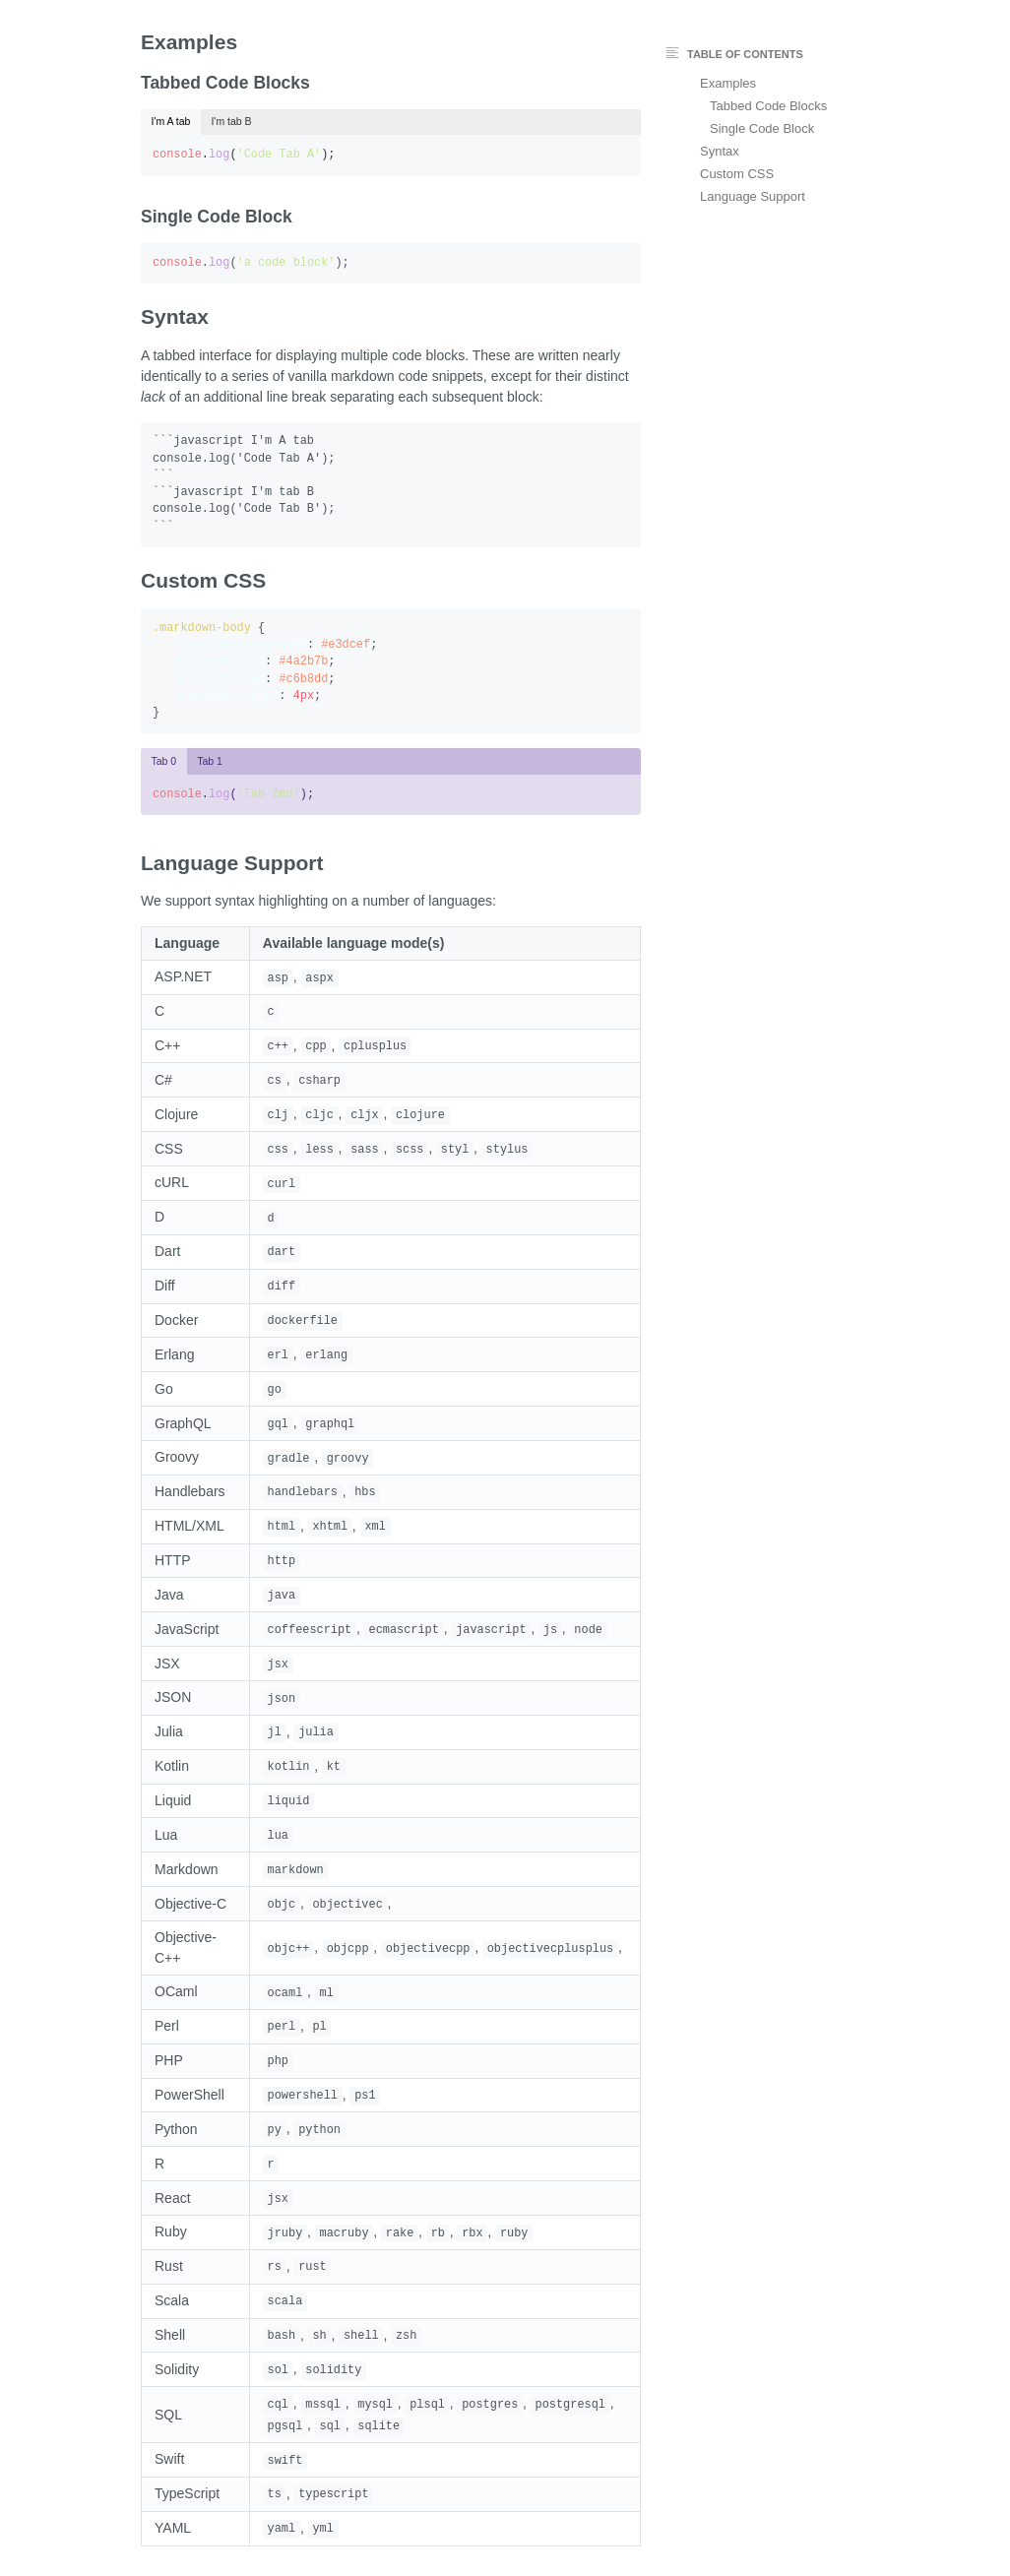 Examples
Tabbed Code Blocks
I'm A tab I'm tab B
console.log('Code Tab A');
Single Code Block
console.log('a code block');
Syntax
A tabbed interface for displaying multiple code blocks. These are written nearly
identically to a series of vanilla markdown code snippets, except for their distinct
lack of an additional line break separating each subsequent block:
```javascript I'm A tab
console.log('Code Tab A');
```
```javascript I'm tab B
console.log('Code Tab B');
```
Custom CSS
.markdown-body {
: #e3dcef;
: #4a2b7b;
: #c6b8dd;
: 4px;
}
Tab 0 Tab 1
console.log('Tab Zed');
Language Support
We support syntax highlighting on a number of languages:
Language Available language mode(s)
ASP.NET asp, aspx
C c
C++ c++, cpp, cplusplus
C# cs, csharp
Clojure clj, cljc, cljx, clojure
CSS css, less, sass, scss, styl, stylus
cURL curl
D d
Dart dart
Diff diff
Docker dockerfile
Erlang erl, erlang
Go go
GraphQL gql, graphql
Groovy gradle, groovy
Handlebars handlebars, hbs
HTML/XML html, xhtml, xml
HTTP http
Java java
JavaScript coffeescript, ecmascript, javascript, js, node
JSX jsx
JSON json
Julia jl, julia
Kotlin kotlin, kt
Liquid liquid
Lua lua
Markdown markdown
Objective-C objc, objectivec,
Objective-
C++ objc++, objcpp, objectivecpp, objectivecplusplus,
OCaml ocaml, ml
Perl perl, pl
PHP php
PowerShell powershell, ps1
Python py, python
R r
React jsx
Ruby jruby, macruby, rake, rb, rbx, ruby
Rust rs, rust
Scala scala
Shell bash, sh, shell, zsh
Solidity sol, solidity
SQL cql, mssql, mysql, plsql, postgres, postgresql,
pgsql, sql, sqlite
Swift swift
TypeScript ts, typescript
YAML yaml, yml
TABLE OF CONTENTS
Examples
Tabbed Code Blocks
Single Code Block
Syntax
Custom CSS
Language Support